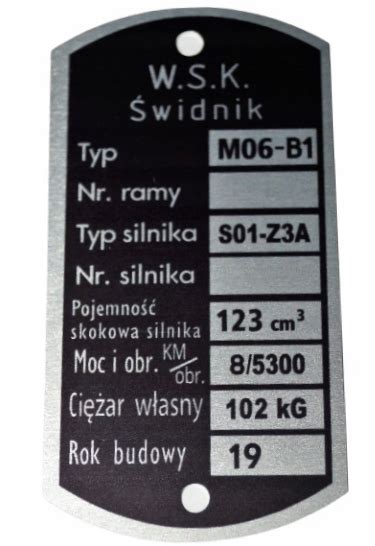 W.S.K.
Świdnik
Typ M06-B1
Nr. ramy
Typ silnika S01-Z3A
Nr. silnika
Pojemność
skokowa silnika 123 cm³
Moc i obr. KM/obr. 8/5300
Ciężar własny 102 kG
Rok budowy 19